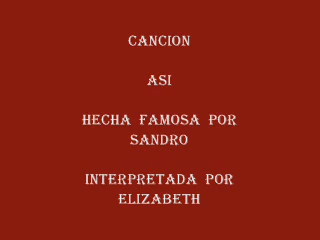 CANCION
ASI
HECHA FAMOSA POR
SANDRO
INTERPRETADA POR
ELIZABETH